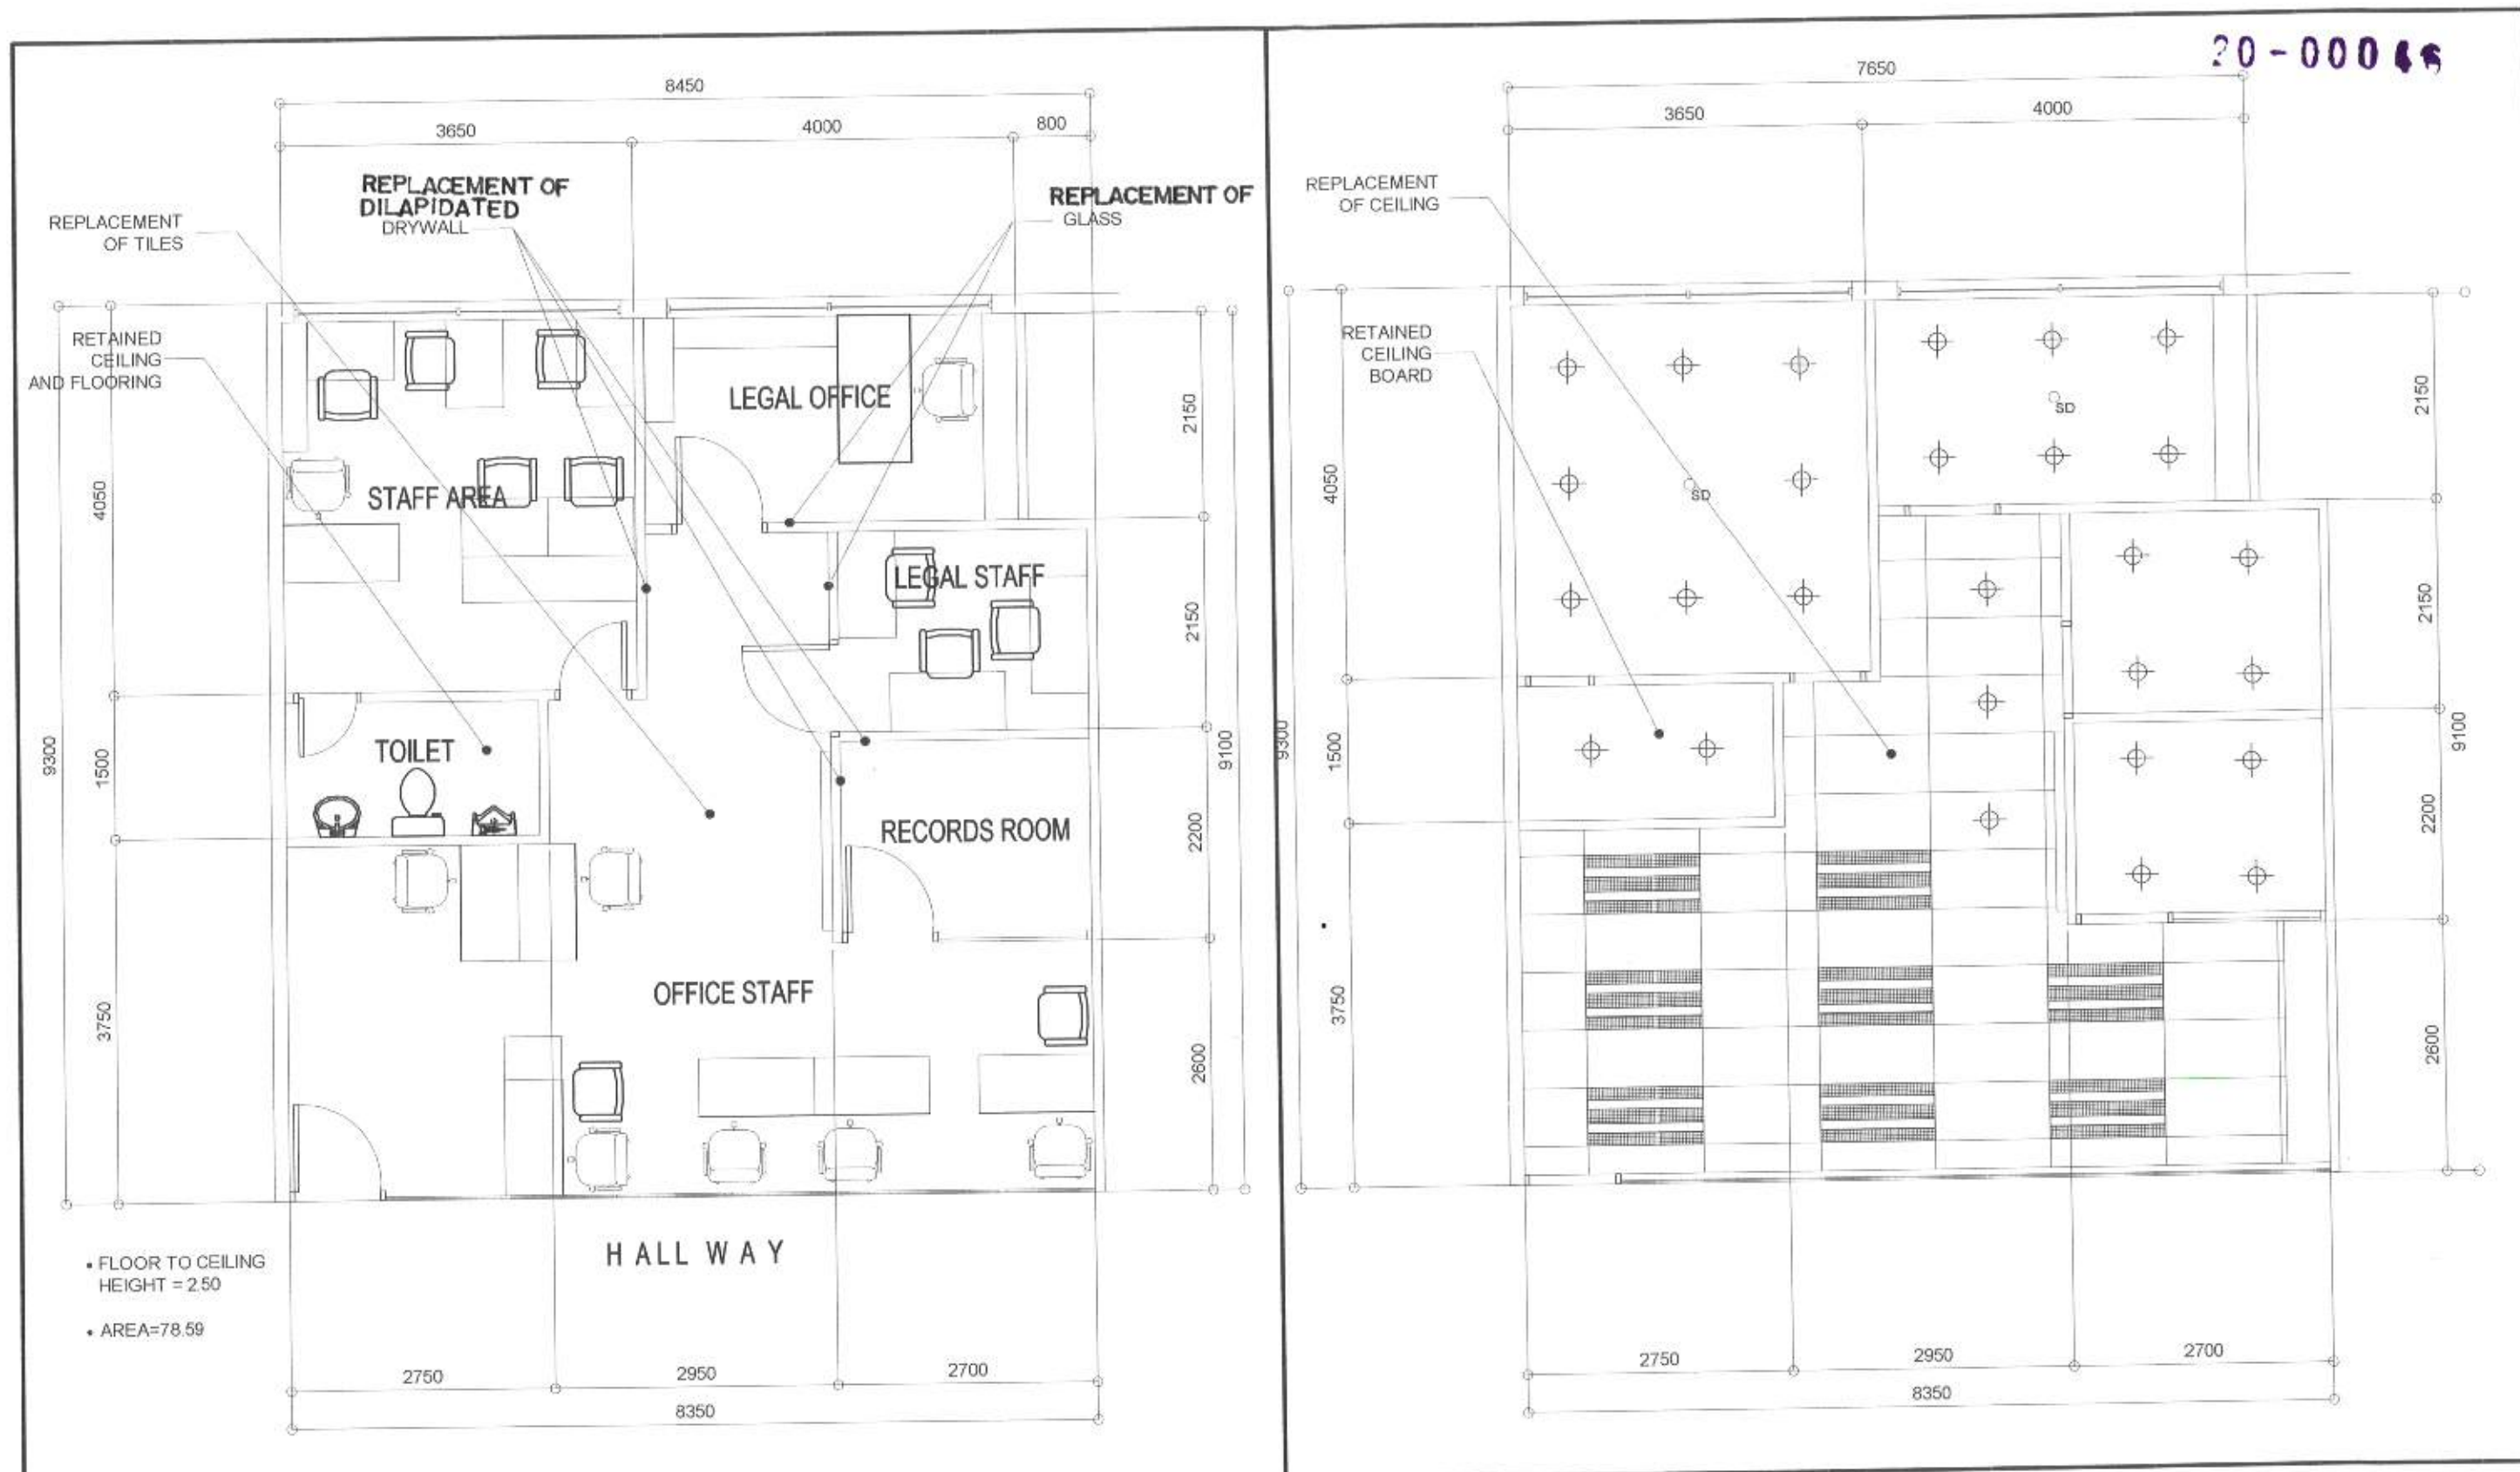 8450
3650
4000
800
REPLACEMENT OF
DILAPIDATED
DRYWALL
REPLACEMENT OF
GLASS
REPLACEMENT
OF TILES
RETAINED
CEILING
AND FLOORING
LEGAL OFFICE
STAFF AREA
LEGAL STAFF
TOILET
RECORDS ROOM
OFFICE STAFF
HALL WAY
9300
4050
1500
3750
2150
2150
2200
2600
9100
• FLOOR TO CEILING
HEIGHT = 2.50
• AREA=78.59
2750
2950
2700
8350
7650
3650
4000
REPLACEMENT
OF CEILING
RETAINED
CEILING
BOARD
SD
SD
9300
4050
1500
3750
2150
2150
2200
2600
9100
2750
2950
2700
8350